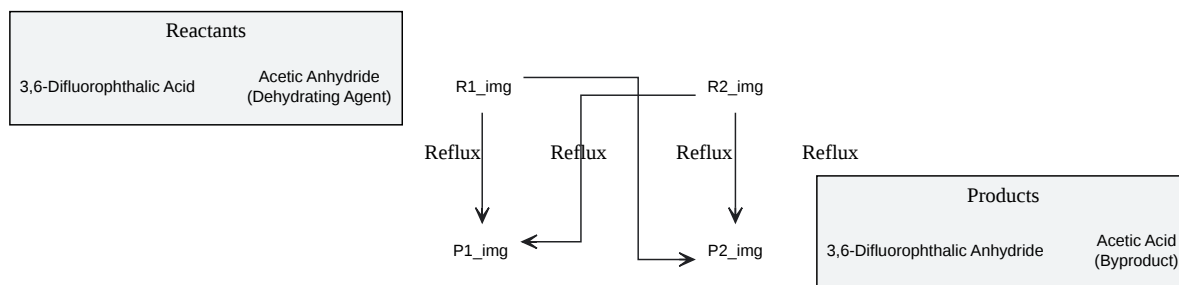 Reactants
3,6-Difluorophthalic Acid
Acetic Anhydride
(Dehydrating Agent)
R1_img
R2_img
Reflux
Reflux
Reflux
Reflux
P1_img
P2_img
Products
3,6-Difluorophthalic Anhydride
Acetic Acid
(Byproduct)